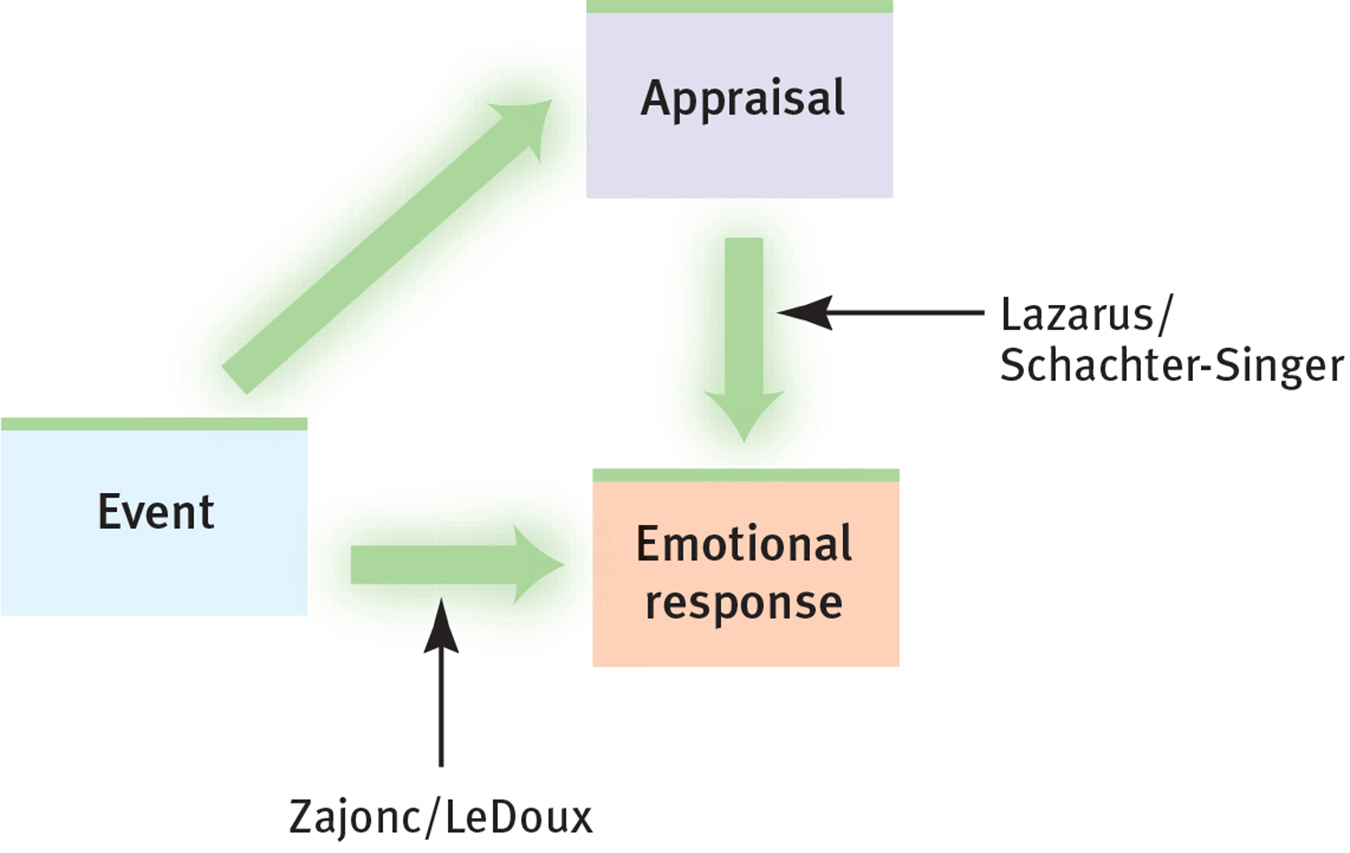 Appraisal
Lazarus/
Schachter-Singer
Event
Emotional
response
Zajonc/LeDoux